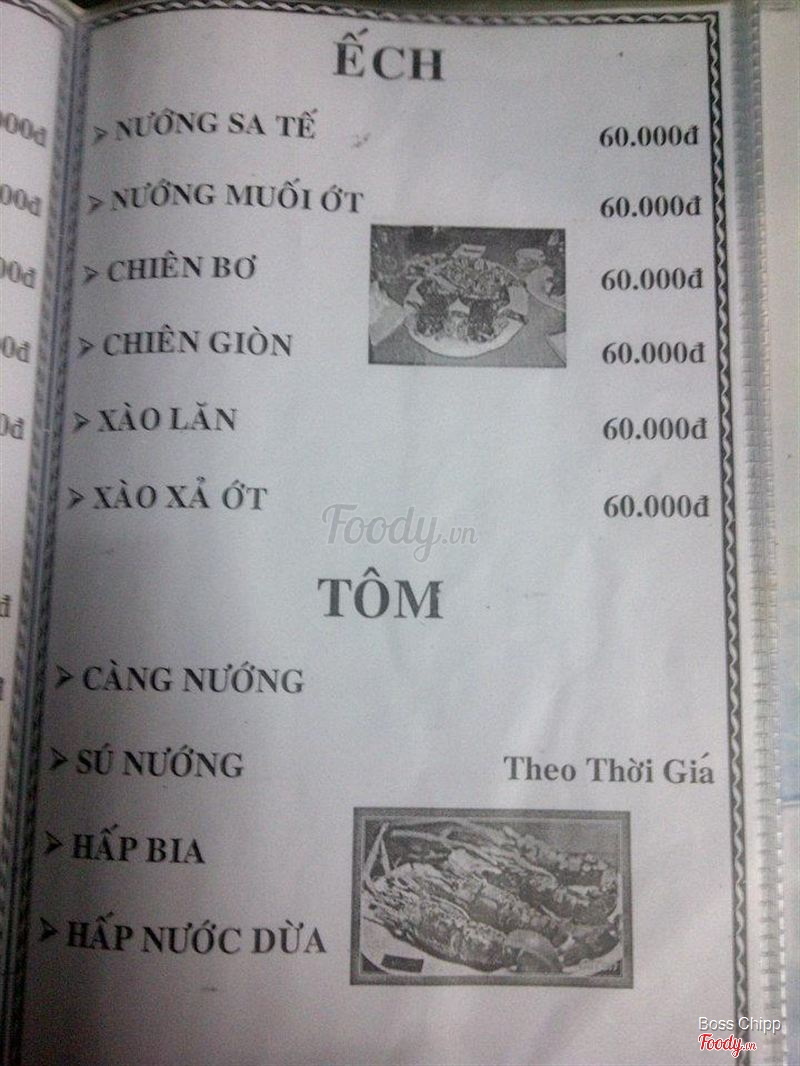 ẾCH
NƯỚNG SA TẾ 60.000đ
NƯỚNG MUỐI ỚT 60.000đ
CHIÊN BƠ 60.000đ
CHIÊN GIÒN 60.000đ
XÀO LĂN 60.000đ
XÀO XẢ ỚT 60.000đ
Foody.vn
TÔM
CÀNG NƯỚNG
SÚ NƯỚNG Theo Thời Giá
HẤP BIA
HẤP NƯỚC DỪA
Boss Chipp
Foody.vn